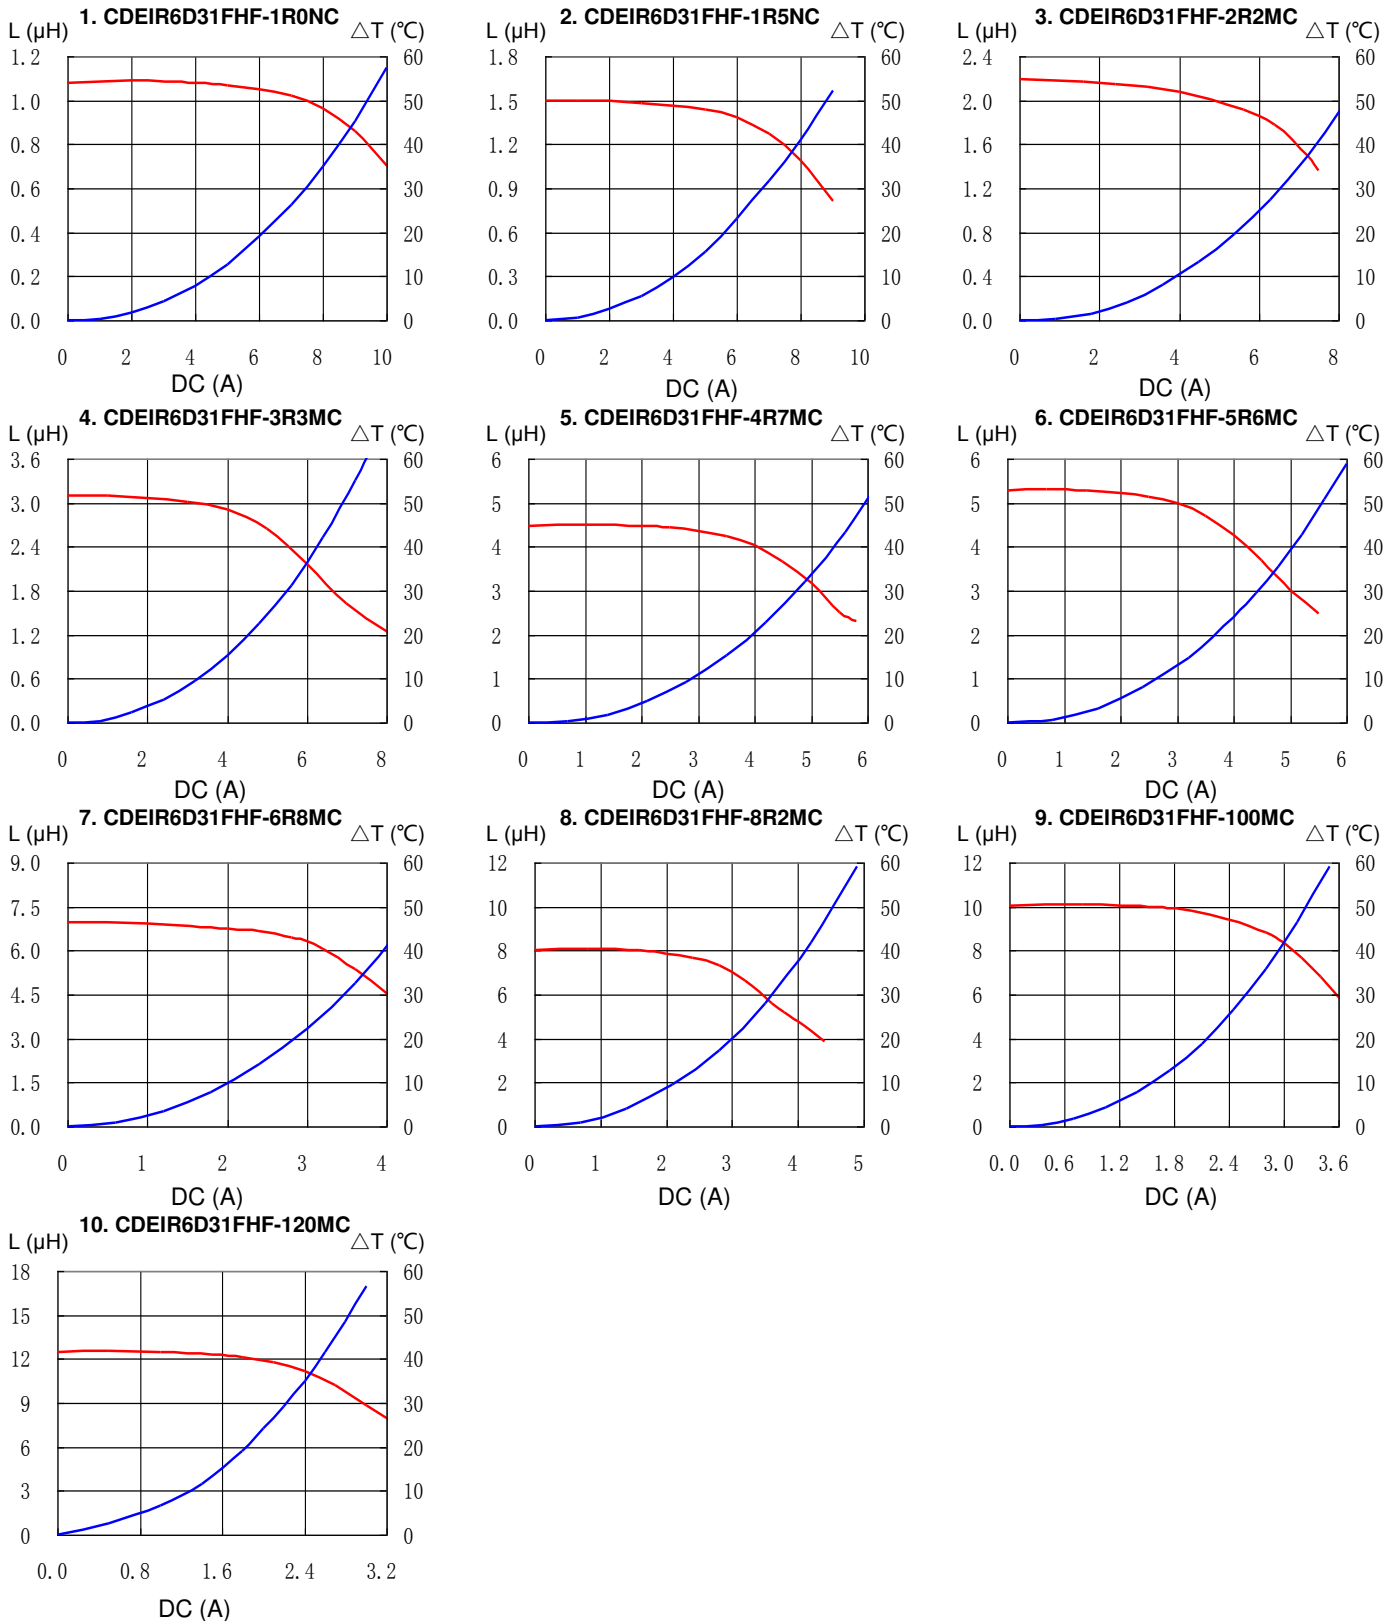 1. CDEIR6D31FHF-1R0NC
L (μH) △T (℃)
1.2 60
1.0 50
0.8 40
0.6 30
0.4 20
0.2 10
0.0 0
0 2 4 6 8 10
DC (A)
2. CDEIR6D31FHF-1R5NC
L (μH) △T (℃)
1.8 60
1.5 50
1.2 40
0.9 30
0.6 20
0.3 10
0.0 0
0 2 4 6 8 10
DC (A)
3. CDEIR6D31FHF-2R2MC
L (μH) △T (℃)
2.4 60
2.0 50
1.6 40
1.2 30
0.8 20
0.4 10
0.0 0
0 2 4 6 8
DC (A)
4. CDEIR6D31FHF-3R3MC
L (μH) △T (℃)
3.6 60
3.0 50
2.4 40
1.8 30
1.2 20
0.6 10
0.0 0
0 2 4 6 8
DC (A)
5. CDEIR6D31FHF-4R7MC
L (μH) △T (℃)
6 60
5 50
4 40
3 30
2 20
1 10
0 0
0 1 2 3 4 5 6
DC (A)
6. CDEIR6D31FHF-5R6MC
L (μH) △T (℃)
6 60
5 50
4 40
3 30
2 20
1 10
0 0
0 1 2 3 4 5 6
DC (A)
7. CDEIR6D31FHF-6R8MC
L (μH) △T (℃)
9.0 60
7.5 50
6.0 40
4.5 30
3.0 20
1.5 10
0.0 0
0 1 2 3 4
DC (A)
8. CDEIR6D31FHF-8R2MC
L (μH) △T (℃)
12 60
10 50
8 40
6 30
4 20
2 10
0 0
0 1 2 3 4 5
DC (A)
9. CDEIR6D31FHF-100MC
L (μH) △T (℃)
12 60
10 50
8 40
6 30
4 20
2 10
0 0
0.0 0.6 1.2 1.8 2.4 3.0 3.6
DC (A)
10. CDEIR6D31FHF-120MC
L (μH) △T (℃)
18 60
15 50
12 40
9 30
6 20
3 10
0 0
0.0 0.8 1.6 2.4 3.2
DC (A)